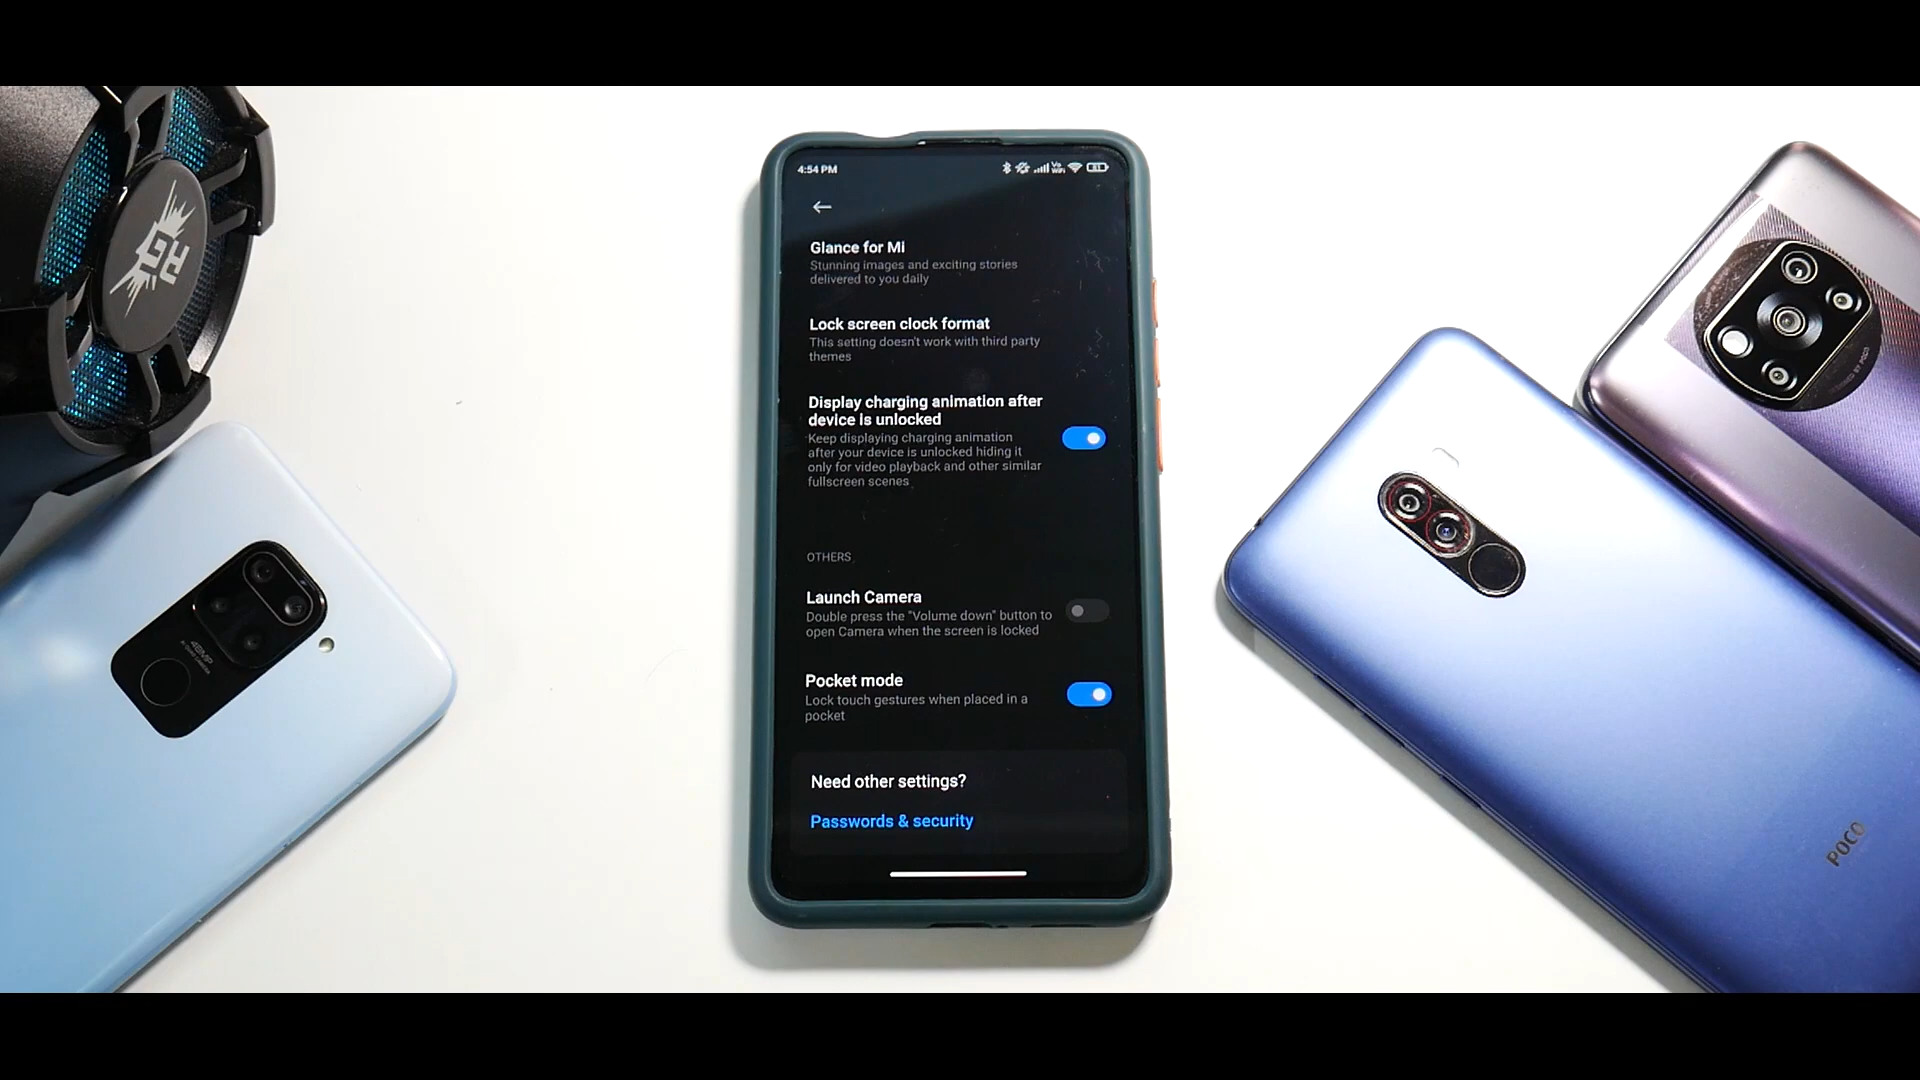 4:54 PM
Vo
WiFi
81
Glance for Mi
Stunning images and exciting stories
delivered to you daily
Lock screen clock format
This setting doesn't work with third party
themes
Display charging animation after
device is unlocked
Keep displaying charging animation
after your device is unlocked hiding it
only for video playback and other similar
fullscreen scenes
OTHERS
Launch Camera
Double press the "Volume down" button to
open Camera when the screen is locked
Pocket mode
Lock touch gestures when placed in a
pocket
Need other settings?
Passwords & security
48MP
POCO